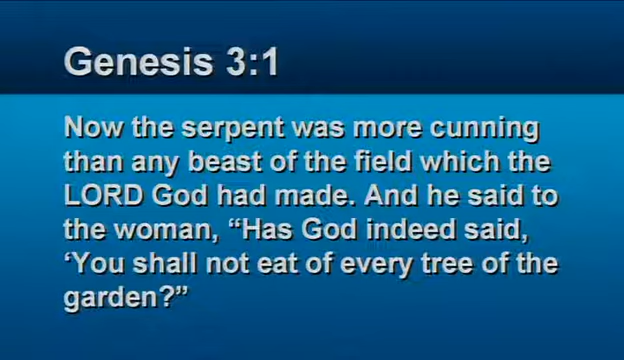 Genesis 3:1
Now the serpent was more cunning
than any beast of the field which the
LORD God had made. And he said to
the woman, “Has God indeed said,
‘You shall not eat of every tree of the
garden?”